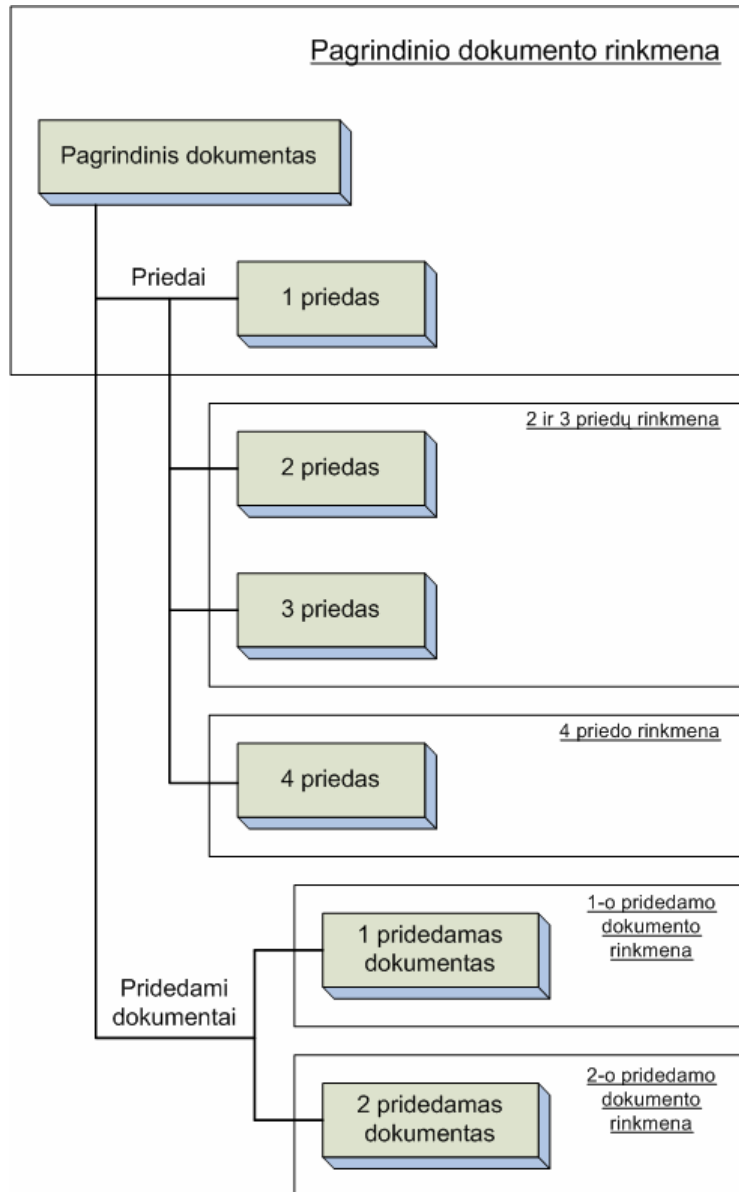 Pagrindinio dokumento rinkmena
Pagrindinis dokumentas
Priedai
1 priedas
2 ir 3 priedų rinkmena
2 priedas
3 priedas
4 priedo rinkmena
4 priedas
1-o pridedamo
dokumento
rinkmena
1 pridedamas
dokumentas
Pridedami
dokumentai
2-o pridedamo
dokumento
rinkmena
2 pridedamas
dokumentas